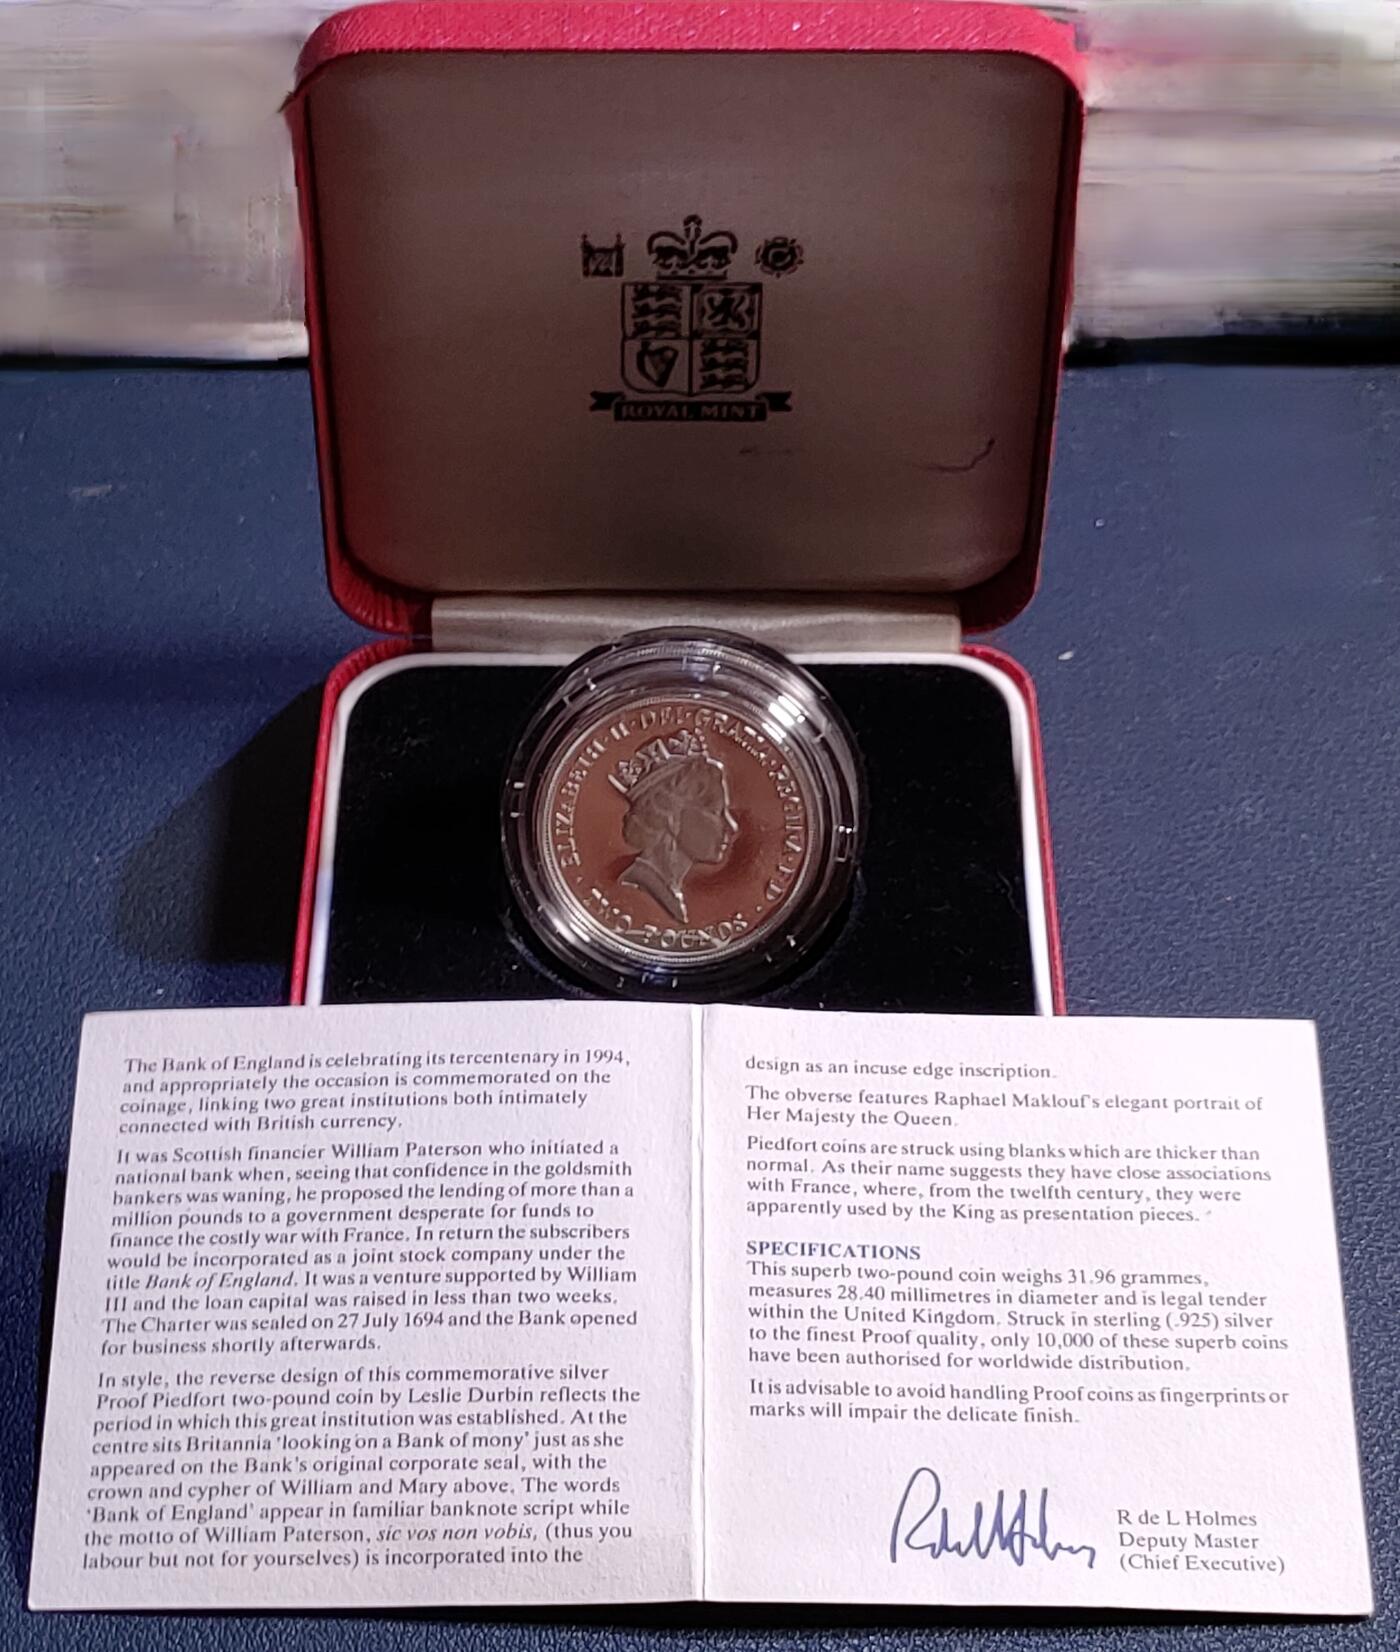 ROYAL MINT
· ELIZABETH · II · DEI · GRATIA · REGINA · F · D ·
TWO POUNDS
The Bank of England is celebrating its tercentenary in 1994,
and appropriately the occasion is commemorated on the
coinage, linking two great institutions both intimately
connected with British currency.
It was Scottish financier William Paterson who initiated a
national bank when, seeing that confidence in the goldsmith
bankers was waning, he proposed the lending of more than a
million pounds to a government desperate for funds to
finance the costly war with France. In return the subscribers
would be incorporated as a joint stock company under the
title Bank of England. It was a venture supported by William
III and the loan capital was raised in less than two weeks.
The Charter was sealed on 27 July 1694 and the Bank opened
for business shortly afterwards.
In style, the reverse design of this commemorative silver
Proof Piedfort two-pound coin by Leslie Durbin reflects the
period in which this great institution was established. At the
centre sits Britannia 'looking on a Bank of mony' just as she
appeared on the Bank's original corporate seal, with the
crown and cypher of William and Mary above. The words
'Bank of England' appear in familiar banknote script while
the motto of William Paterson, sic vos non vobis, (thus you
labour but not for yourselves) is incorporated into the
design as an incuse edge inscription.
The obverse features Raphael Maklouf's elegant portrait of
Her Majesty the Queen.
Piedfort coins are struck using blanks which are thicker than
normal. As their name suggests they have close associations
with France, where, from the twelfth century, they were
apparently used by the King as presentation pieces.
SPECIFICATIONS
This superb two-pound coin weighs 31.96 grammes,
measures 28.40 millimetres in diameter and is legal tender
within the United Kingdom. Struck in sterling (.925) silver
to the finest Proof quality, only 10,000 of these superb coins
have been authorised for worldwide distribution.
It is advisable to avoid handling Proof coins as fingerprints or
marks will impair the delicate finish.
R de L Holmes
Deputy Master
(Chief Executive)